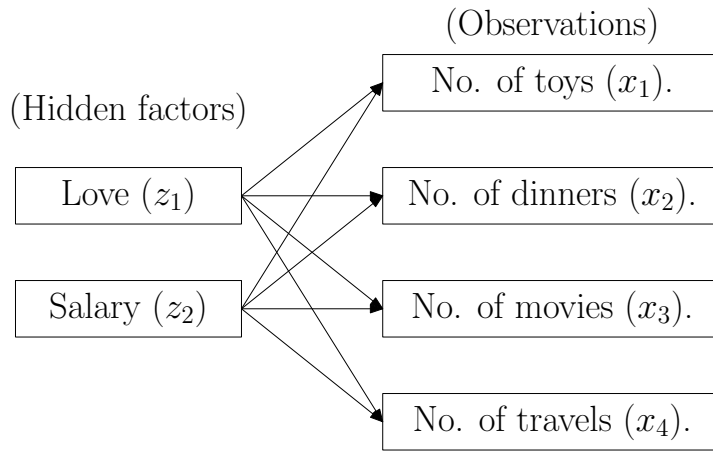 (Observations)
No. of toys (x₁).
(Hidden factors)
Love (z₁)
No. of dinners (x₂).
Salary (z₂)
No. of movies (x₃).
No. of travels (x₄).